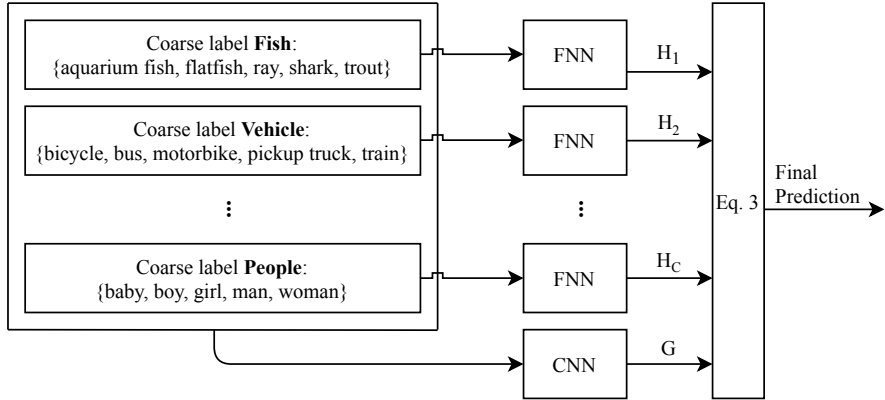 Coarse label Fish:
{aquarium fish, flatfish, ray, shark, trout}
FNN
H1
Coarse label Vehicle:
{bicycle, bus, motorbike, pickup truck, train}
FNN
H2
Eq. 3
Final
Prediction
Coarse label People:
{baby, boy, girl, man, woman}
FNN
HC
CNN
G